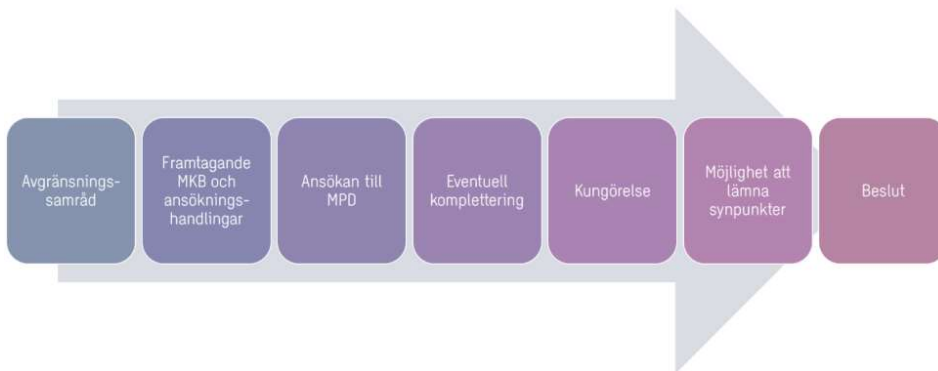 Avgränsnings-
samråd
Framtagande
MKB och
ansöknings-
handlingar
Ansökan till
MPD
Eventuell
komplettering
Kungörelse
Möjlighet att
lämna
synpunkter
Beslut